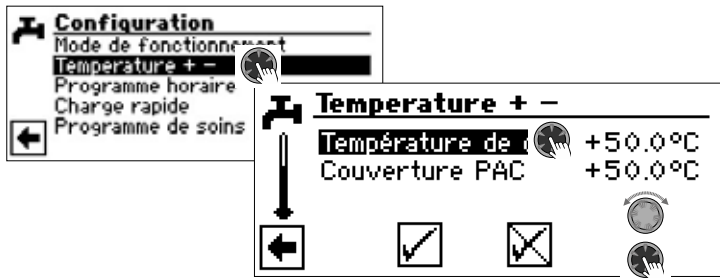 Configuration
Mode de fonctionnement
Temperature + -
Programme horaire
Charge rapide
Programme de soins
Temperature + -
Température de +50.0°C
Couverture PAC +50.0°C